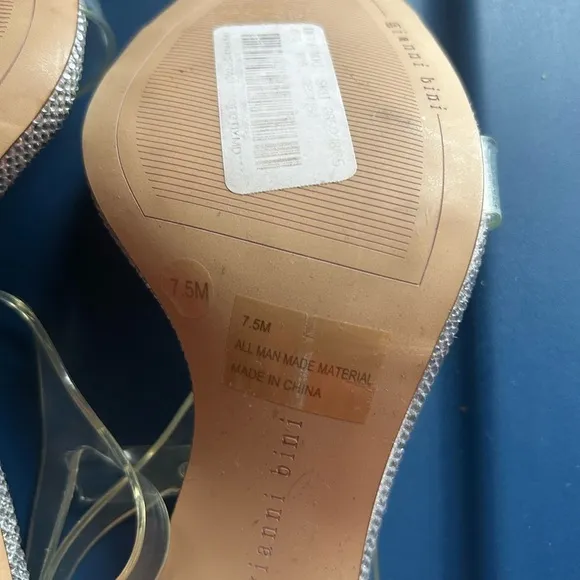 gianni bini
7.5M
7.5M
ALL MAN MADE MATERIAL
MADE IN CHINA
gianni bini